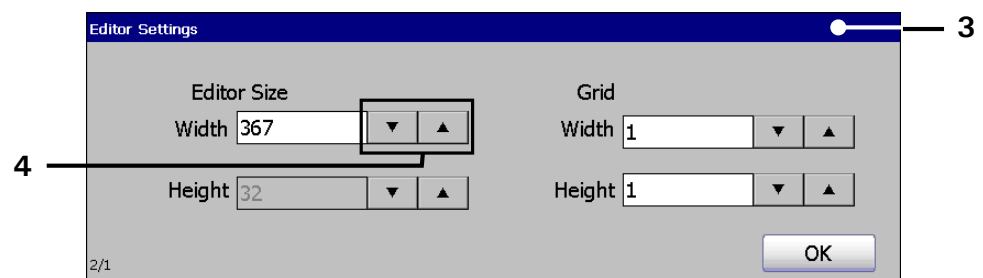 Editor Settings
3
Editor Size
Width 367 ▼ ▲
4
Height 32 ▼ ▲
Grid
Width 1 ▼ ▲
Height 1 ▼ ▲
OK
2/1